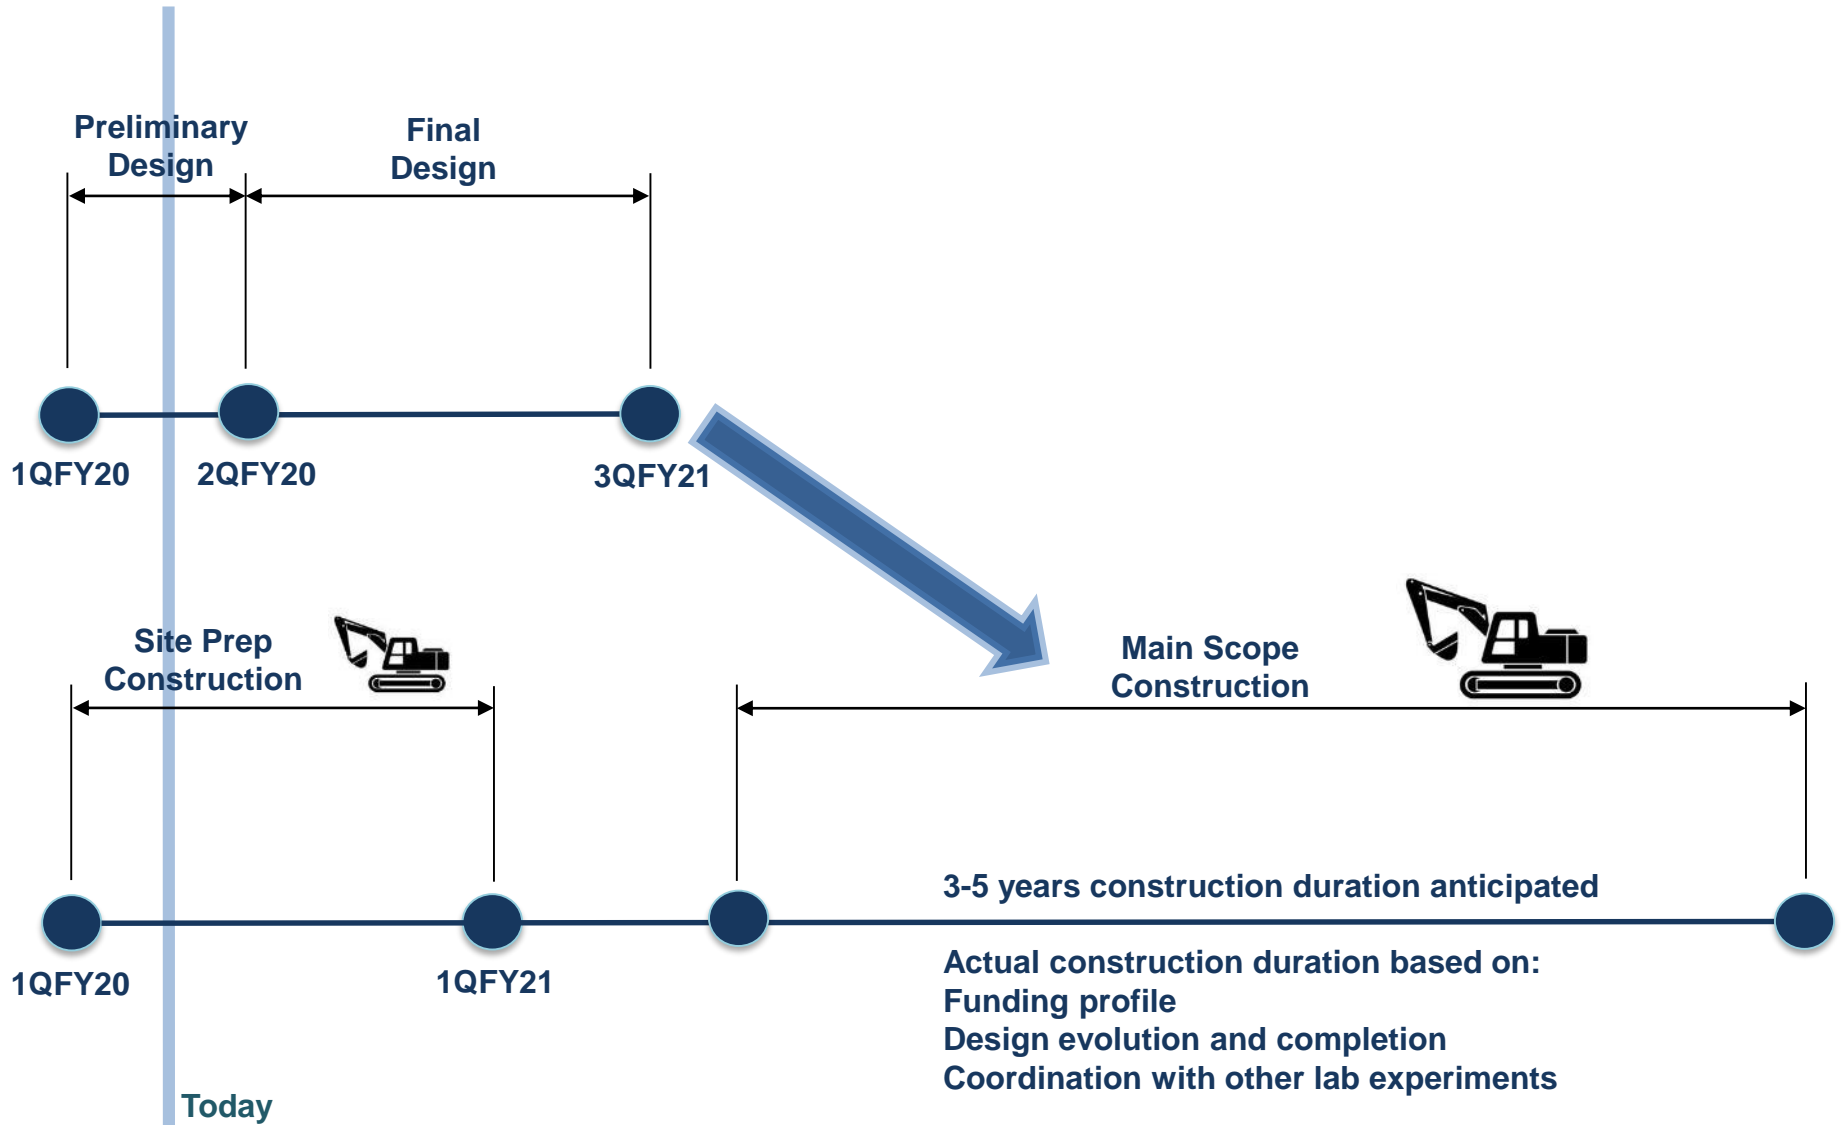 Preliminary
Design
Final
Design
1QFY20
2QFY20
3QFY21
Site Prep
Construction
Main Scope
Construction
1QFY20
1QFY21
3-5 years construction duration anticipated
Actual construction duration based on:
Funding profile
Design evolution and completion
Coordination with other lab experiments
Today